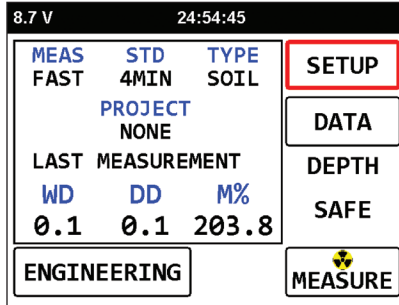 8.7 V 24:54:45
MEAS STD TYPE SETUP
FAST 4MIN SOIL
PROJECT DATA
NONE
LAST MEASUREMENT DEPTH
WD DD M% SAFE
0.1 0.1 203.8
ENGINEERING MEASURE